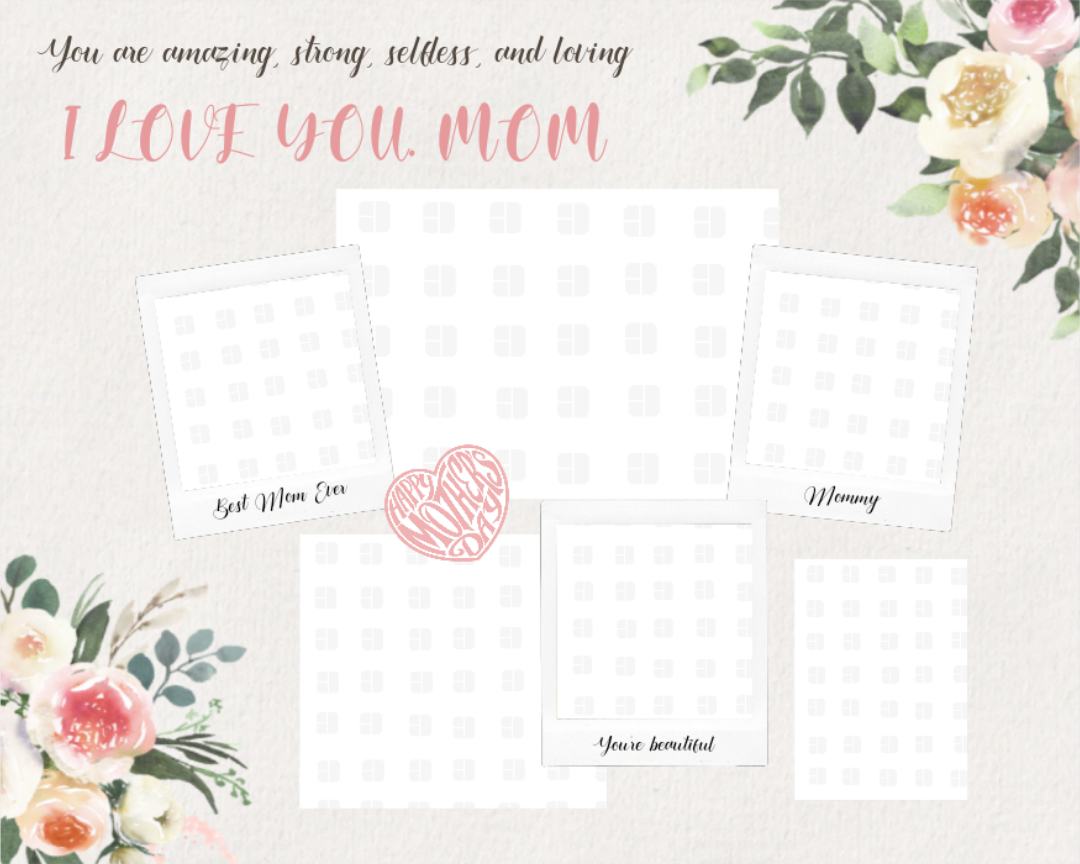 You are amazing, strong, selfless, and loving
I LOVE YOU. MOM
Best Mom Ever
Mommy
HAPPY
MOTHER'S
DAY
You're beautiful